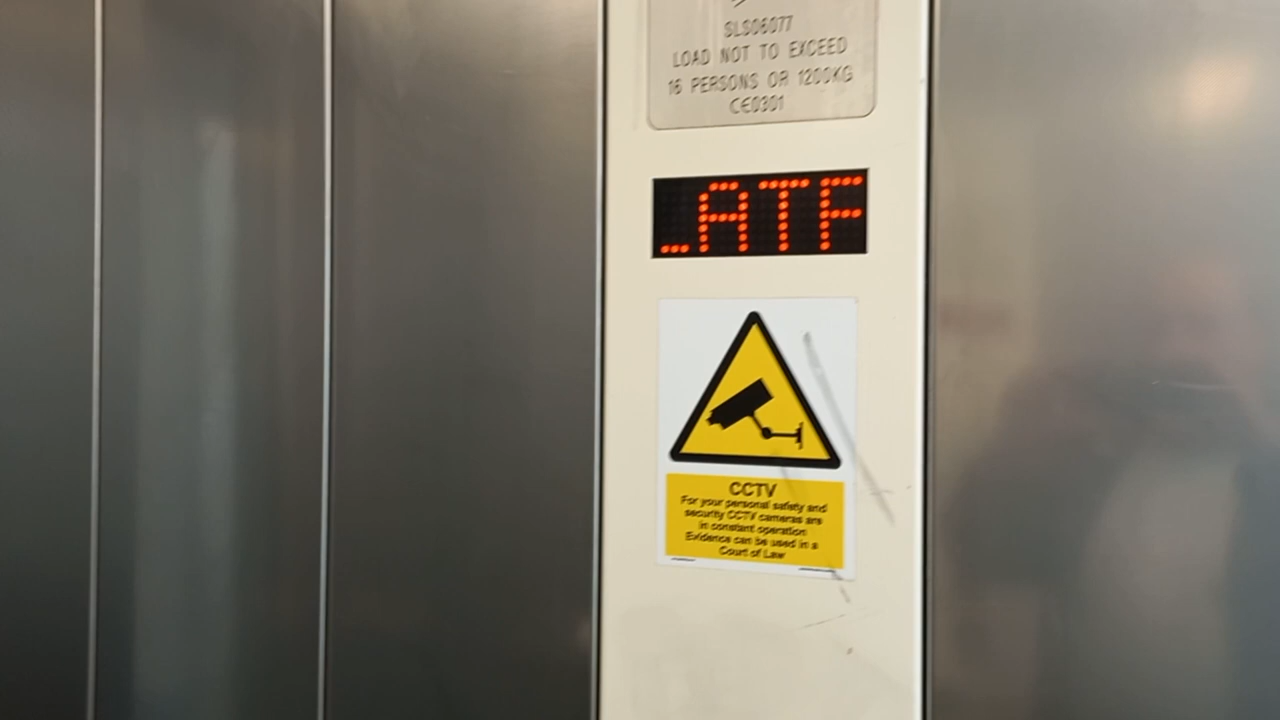 SLS06077
LOAD NOT TO EXCEED
16 PERSONS OR 1200KG
CE0301
_ATF
CCTV
For your personal safety and
security CCTV cameras are
in constant operation
Evidence can be used in a
Court of Law